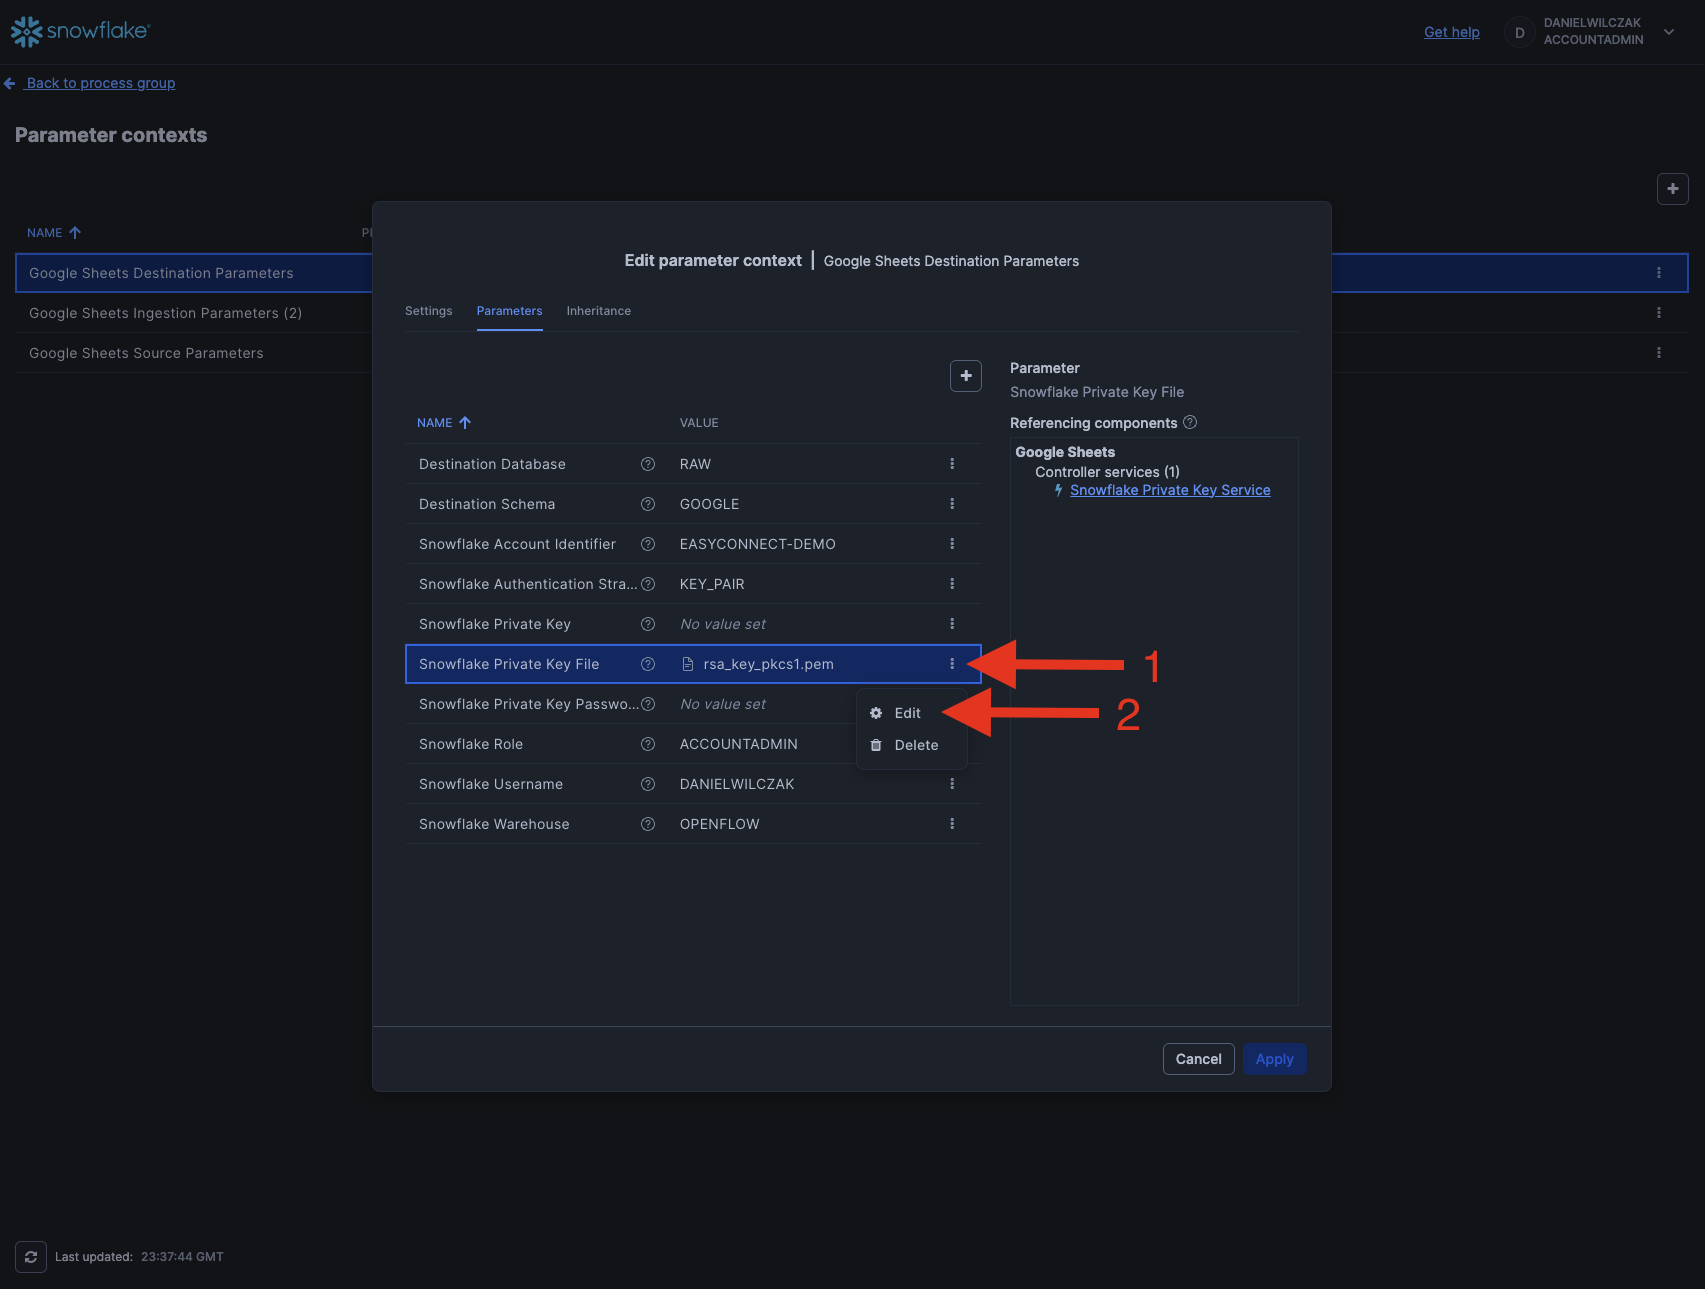 snowflake
Get help
D
DANIELWILCZAK
ACCOUNTADMIN
Back to process group
Parameter contexts
NAME
Google Sheets Destination Parameters
Google Sheets Ingestion Parameters (2)
Google Sheets Source Parameters
Edit parameter context | Google Sheets Destination Parameters
Settings Parameters Inheritance
NAME VALUE
Destination Database RAW
Destination Schema GOOGLE
Snowflake Account Identifier EASYCONNECT-DEMO
Snowflake Authentication Stra... KEY_PAIR
Snowflake Private Key No value set
Snowflake Private Key File rsa_key_pkcs1.pem
Snowflake Private Key Passwo... No value set
Snowflake Role ACCOUNTADMIN
Snowflake Username DANIELWILCZAK
Snowflake Warehouse OPENFLOW
1
Edit
2
Delete
Parameter
Snowflake Private Key File
Referencing components
Google Sheets
Controller services (1)
Snowflake Private Key Service
Cancel Apply
Last updated: 23:37:44 GMT